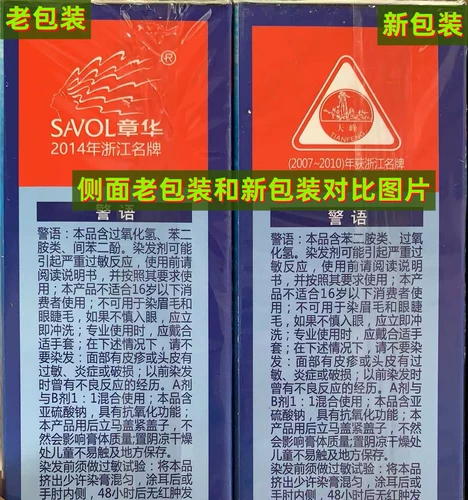 老包装
新包装
SAVOL章华®
2014年浙江名牌
天峰
TIANFENG
(2007~2010)年获浙江名牌
侧面老包装和新包装对比图片
警语
警语：本品含过氧化氢、苯二
胺类、间苯二酚。染发剂可能
引起严重过敏反应，使用前请
阅读说明书，并按照其要求使
用；本产品不适合16岁以下消
费者使用；不可用于染眉毛和
眼睫毛，如果不慎入眼，应立
即冲洗；专业使用时，应戴合
适手套；在下述情况下，请不
要染发：面部有皮疹或头皮有
过敏、炎症或破损；以前染发
时曾有不良反应的经历。A剂
与B剂1：1混合使用；本品含
亚硫酸钠，具有抗氧化功能；
本产品用后立马盖紧盖子，不
然会影响膏体质量;置阴凉干燥
处儿童不易触及地方保存。
染发前须做过敏试验：将本品
挤出少许染膏混匀，涂耳后或
手肘内侧，48小时后无红肿发
警语
警语：本品含苯二胺类、过氧
化氢。染发剂可能引起严重过
敏反应，使用前请阅读说明
书，并按照其要求使用；本产
品不适合16岁以下消费者使
用；不可用于染眉毛和眼睫毛，
如果不慎入眼，应立即冲
洗；专业使用时，应戴合适手
套；在下述情况下，请不要染
发：面部有皮疹或头皮有过
敏、炎症或破损；以前染发时
曾有不良反应的经历。A剂与
B剂1：1混合使用；本品含亚
硫酸钠，具有抗氧化功能；本
产品用后立马盖紧盖子，不然
会影响膏体质量;置阴凉干燥处
儿童不易触及地方保存。
染发前须做过敏试验：将本品
挤出少许染膏混匀，涂耳后或
手肘内侧，48小时后无红肿发